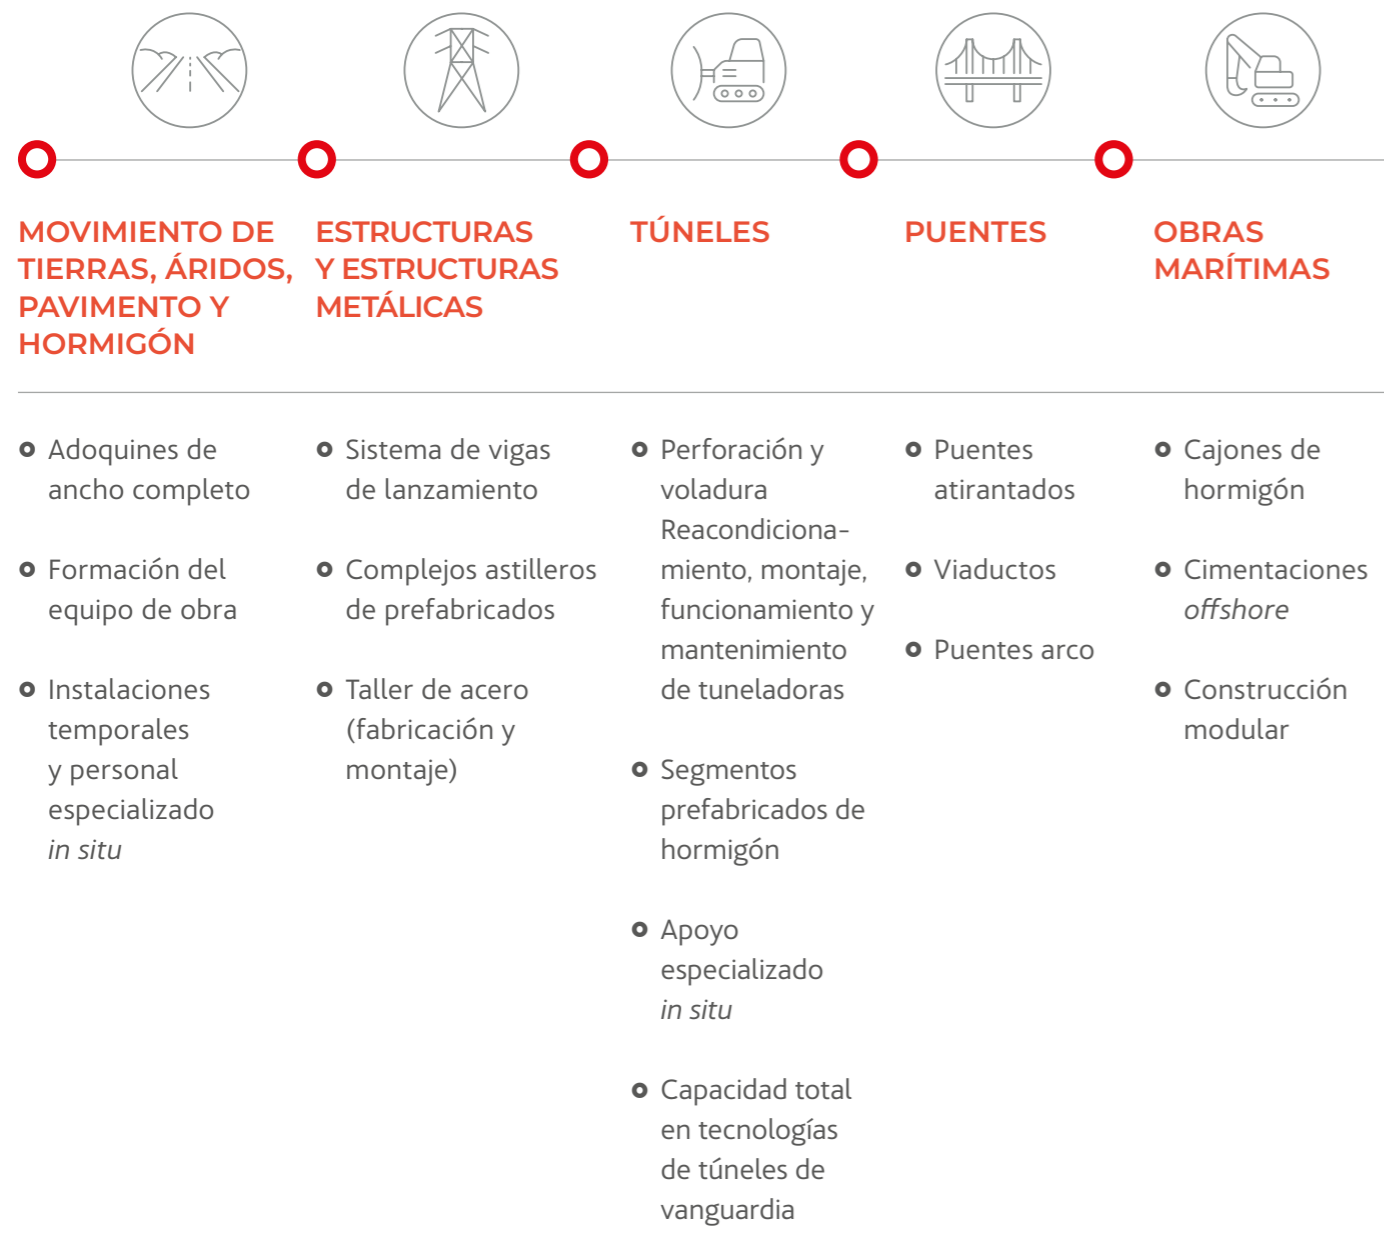 MOVIMIENTO DE
TIERRAS, ÁRIDOS,
PAVIMENTO Y
HORMIGÓN
ESTRUCTURAS
Y ESTRUCTURAS
METÁLICAS
TÚNELES
PUENTES
OBRAS
MARÍTIMAS
Adoquines de
ancho completo
Formación del
equipo de obra
Instalaciones
temporales
y personal
especializado
in situ
Sistema de vigas
de lanzamiento
Complejos astilleros
de prefabricados
Taller de acero
(fabricación y
montaje)
Perforación y
voladura
Reacondiciona-
miento, montaje,
funcionamiento y
mantenimiento
de tuneladoras
Segmentos
prefabricados de
hormigón
Apoyo
especializado
in situ
Capacidad total
en tecnologías
de túneles de
vanguardia
Puentes
atirantados
Viaductos
Puentes arco
Cajones de
hormigón
Cimentaciones
offshore
Construcción
modular